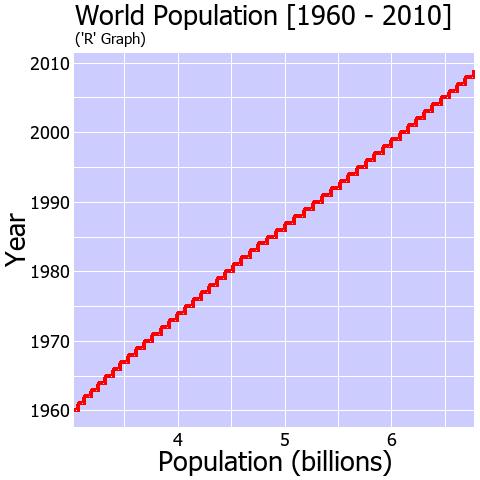 World Population [1960 - 2010]
('R' Graph)
2010
2000
1990
1980
1970
1960
Year
4 5 6
Population (billions)